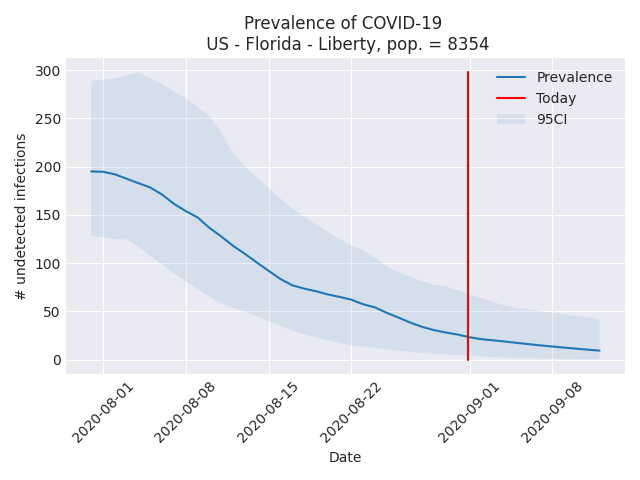 Prevalence of COVID-19
US - Florida - Liberty, pop. = 8354
Prevalence
Today
95CI
# undetected infections
300
250
200
150
100
50
0
2020-08-01
2020-08-08
2020-08-15
2020-08-22
2020-09-01
2020-09-08
Date